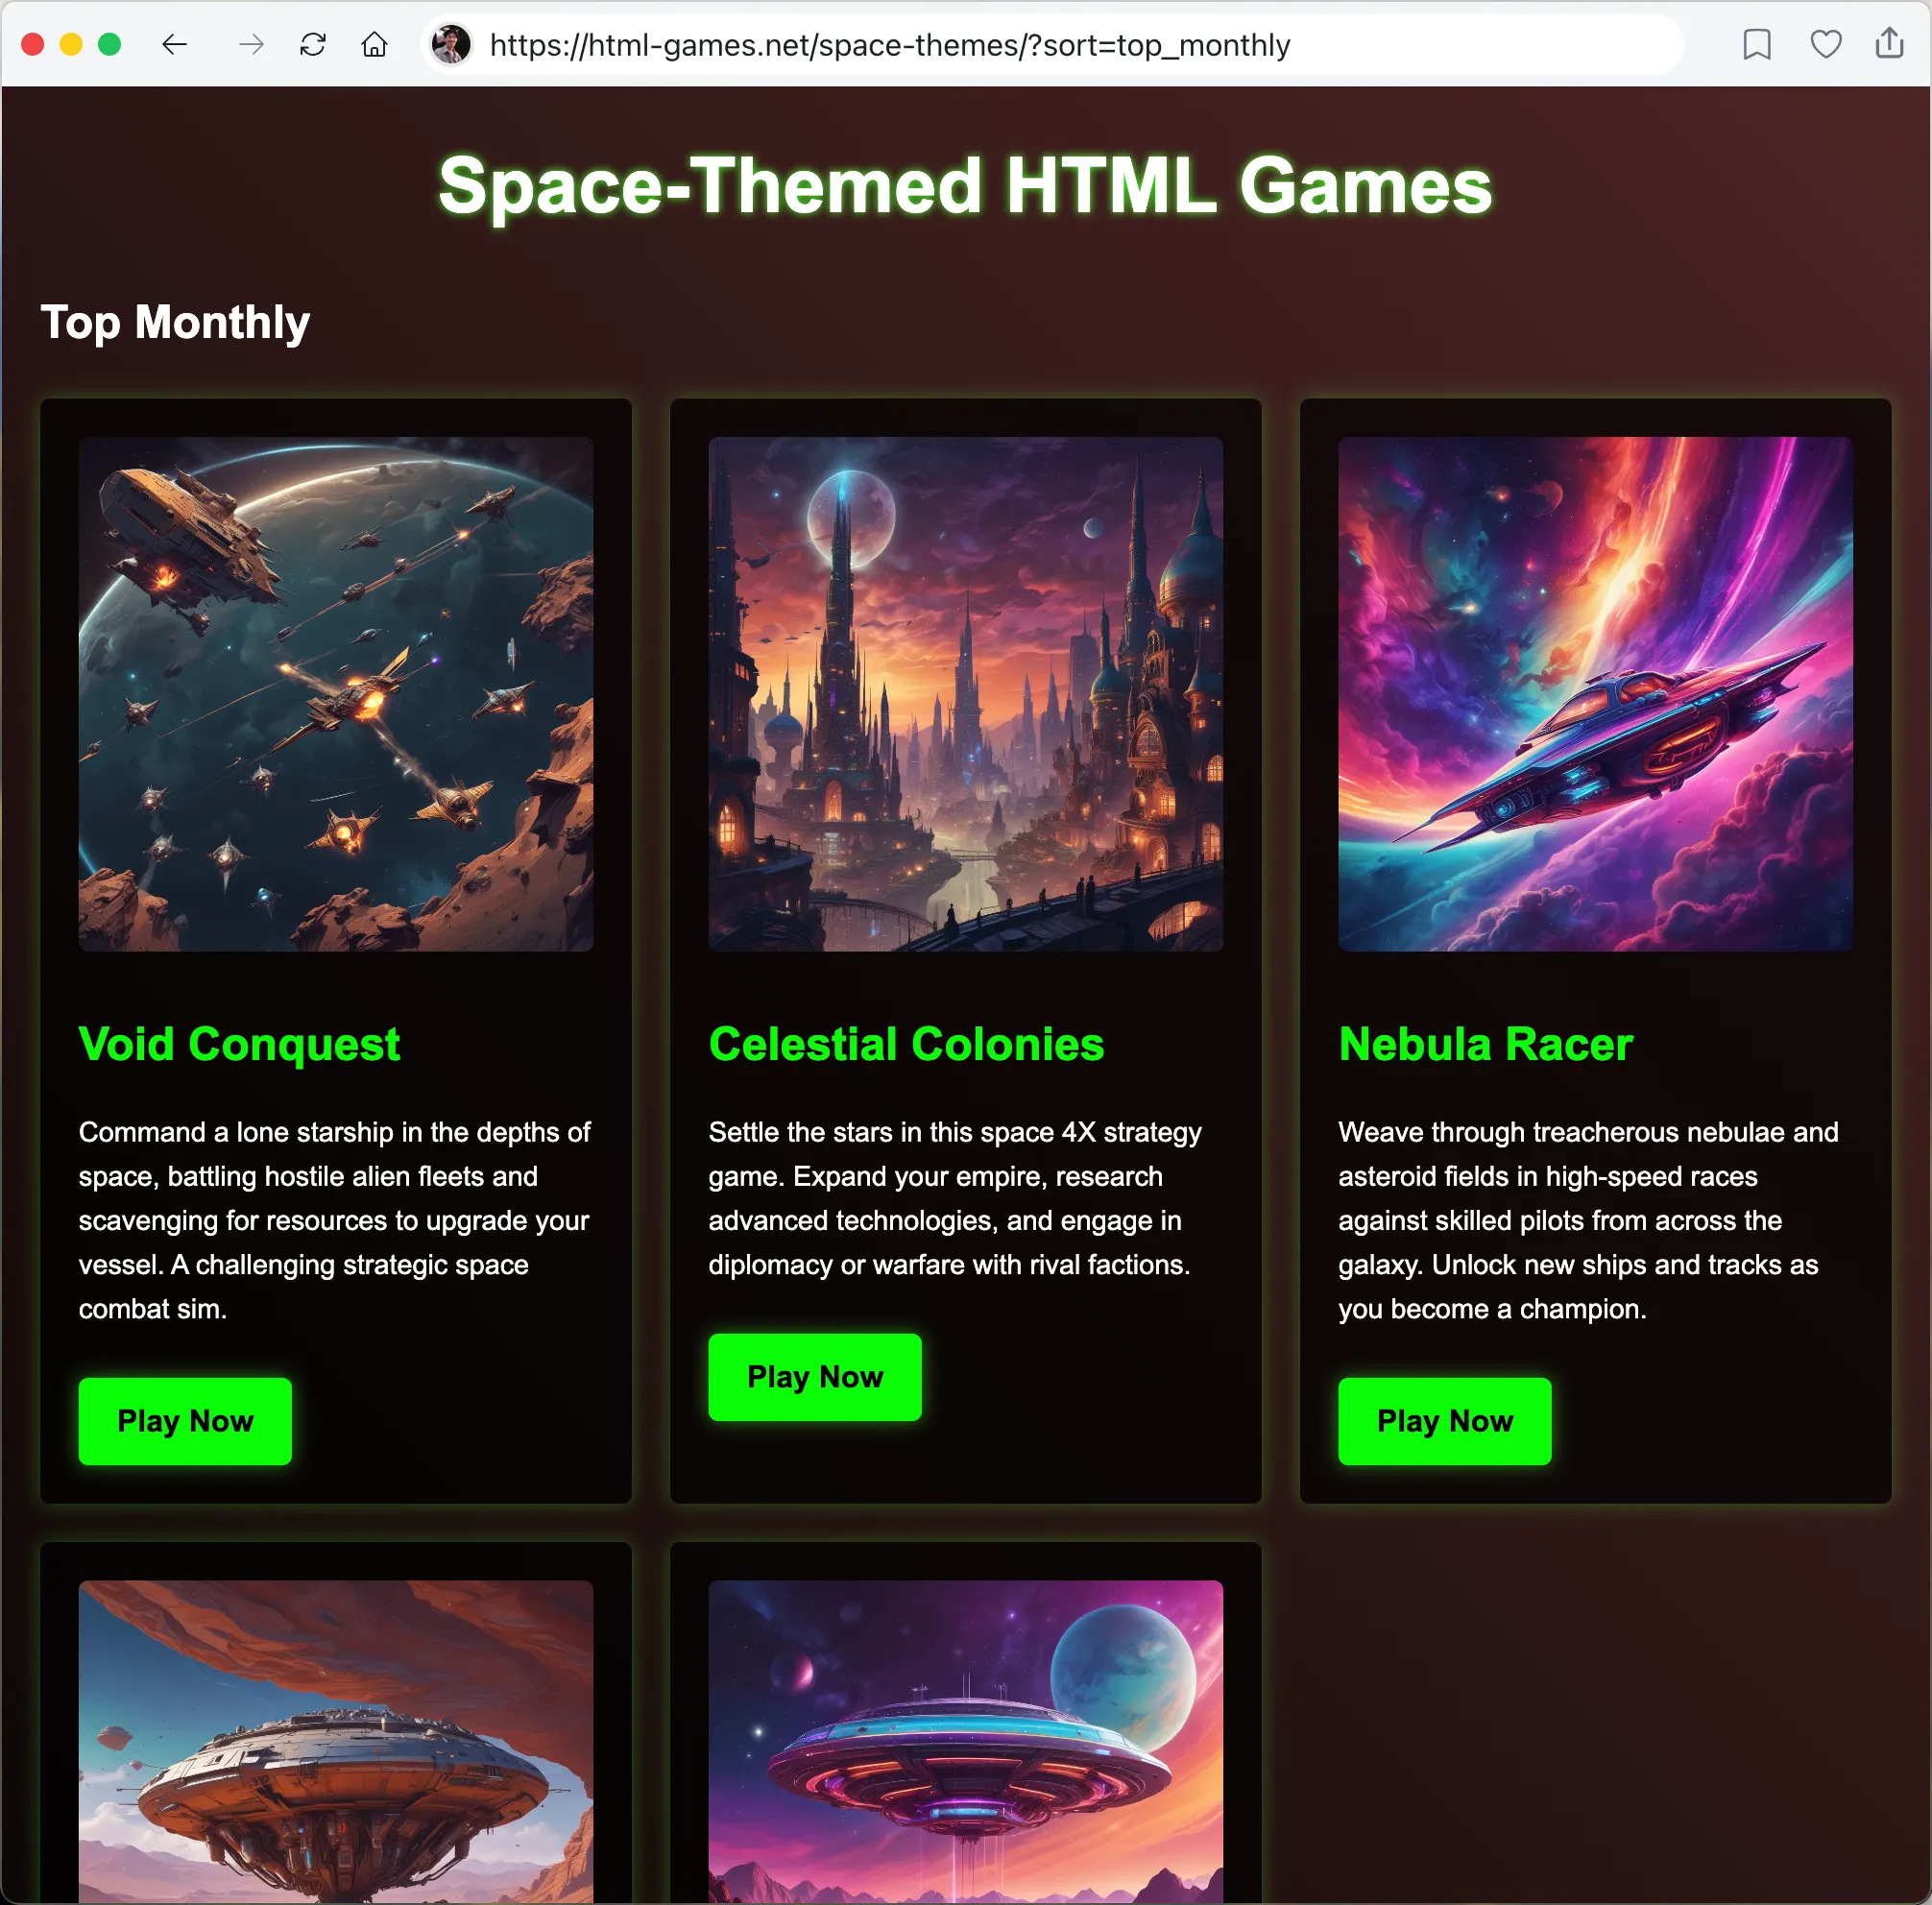 https://html-games.net/space-themes/?sort=top_monthly
Space-Themed HTML Games
Top Monthly
Void Conquest
Command a lone starship in the depths of
space, battling hostile alien fleets and
scavenging for resources to upgrade your
vessel. A challenging strategic space
combat sim.
Play Now
Celestial Colonies
Settle the stars in this space 4X strategy
game. Expand your empire, research
advanced technologies, and engage in
diplomacy or warfare with rival factions.
Play Now
Nebula Racer
Weave through treacherous nebulae and
asteroid fields in high-speed races
against skilled pilots from across the
galaxy. Unlock new ships and tracks as
you become a champion.
Play Now